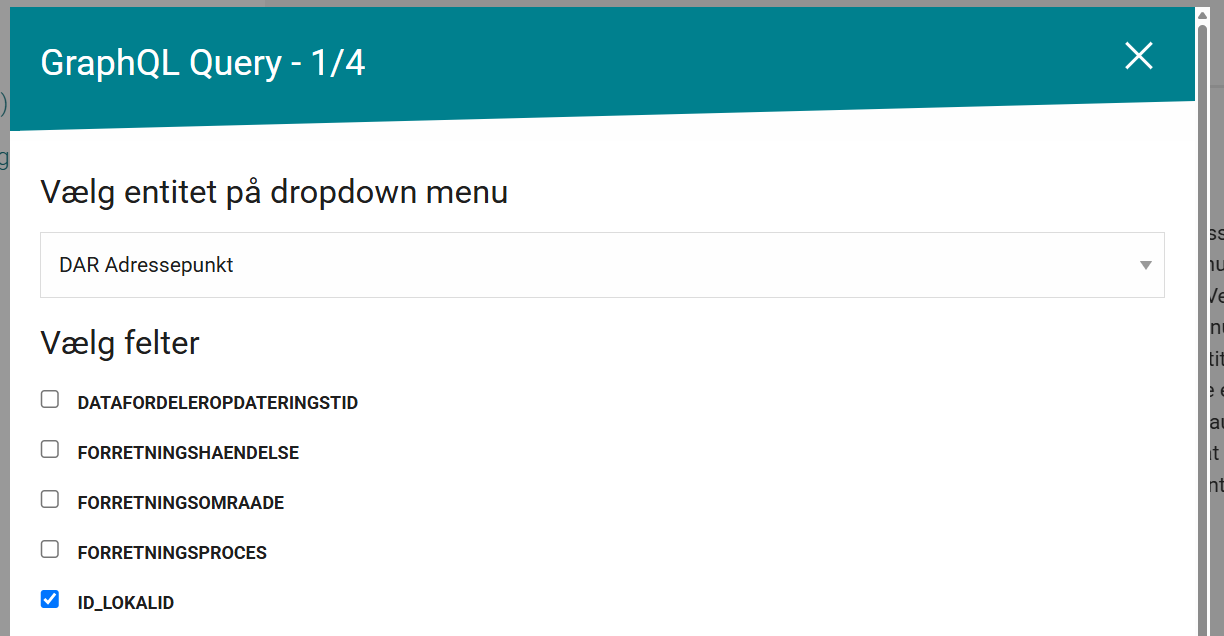 GraphQL Query - 1/4
Vælg entitet på dropdown menu
DAR Adressepunkt
Vælg felter
DATAFORDELEROPDATERINGSTID
FORRETNINGSHAENDELSE
FORRETNINGSOMRAADE
FORRETNINGSPROCES
ID_LOKALID